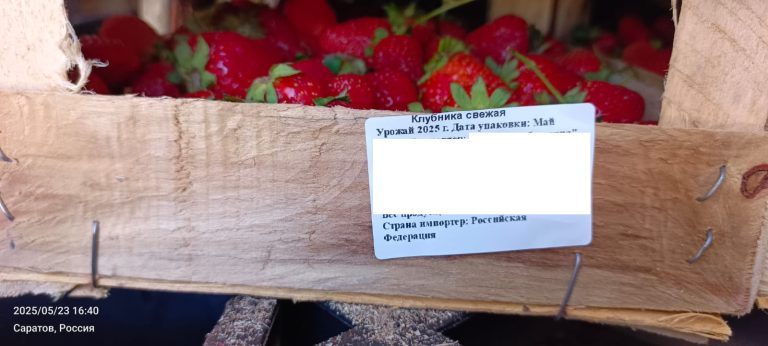 Клубника свежая
Урожай 2025 г. Дата упаковки: Май
Страна импортер: Российская
Федерация
2025/05/23 16:40
Саратов, Россия